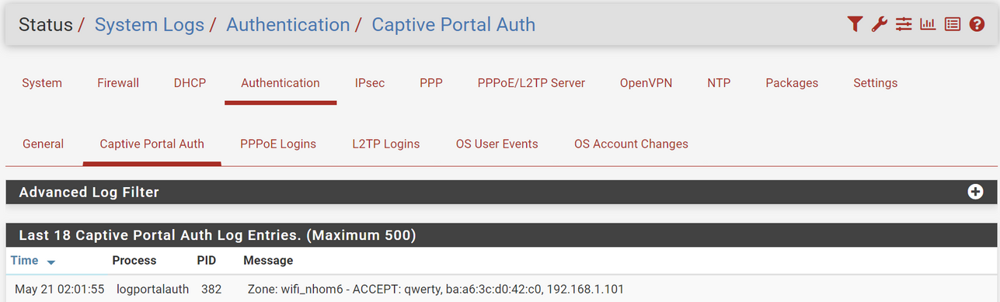 Status / System Logs / Authentication / Captive Portal Auth
System Firewall DHCP Authentication IPsec PPP PPPoE/L2TP Server OpenVPN NTP Packages Settings
General Captive Portal Auth PPPoE Logins L2TP Logins OS User Events OS Account Changes
Advanced Log Filter
Last 18 Captive Portal Auth Log Entries. (Maximum 500)
Time Process PID Message
May 21 02:01:55 logportalauth 382 Zone: wifi_nhom6 - ACCEPT: qwerty, ba:a6:3c:d0:42:c0, 192.168.1.101